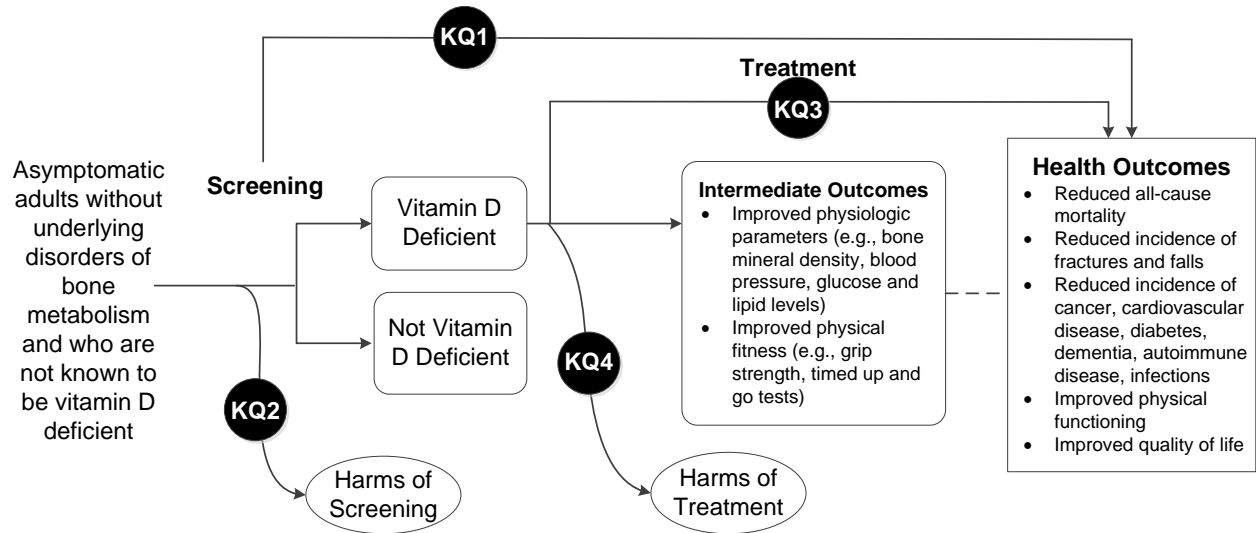 KQ1
Treatment
KQ3
Asymptomatic
adults without
underlying
disorders of
bone
metabolism
and who are
not known to
be vitamin D
deficient
Screening
Vitamin D
Deficient
Not Vitamin
D Deficient
KQ2
Harms of
Screening
KQ4
Harms of
Treatment
Intermediate Outcomes
• Improved physiologic
parameters (e.g., bone
mineral density, blood
pressure, glucose and
lipid levels)
• Improved physical
fitness (e.g., grip
strength, timed up and
go tests)
Health Outcomes
• Reduced all-cause
mortality
• Reduced incidence of
fractures and falls
• Reduced incidence of
cancer, cardiovascular
disease, diabetes,
dementia, autoimmune
disease, infections
• Improved physical
functioning
• Improved quality of life